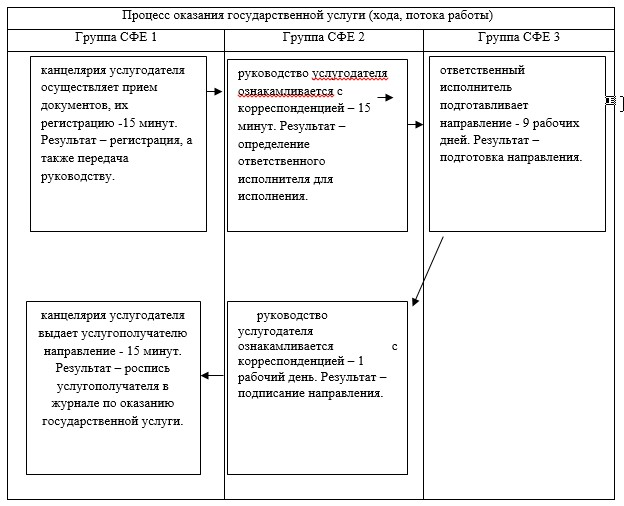 Процесс оказания государственной услуги (хода, потока работы)
Группа СФЕ 1
Группа СФЕ 2
Группа СФЕ 3
канцелярия услугодателя
осуществляет прием
документов, их
регистрацию -15 минут.
Результат – регистрация, а
также передача
руководству.
руководство услугодателя
ознакамливается с
корреспонденцией – 15
минут. Результат –
определение
ответственного
исполнителя для
исполнения.
ответственный
исполнитель
подготавливает
направление - 9 рабочих
дней. Результат –
подготовка направления.
руководство
услугодателя
ознакамливается с
корреспонденцией – 1
рабочий день. Результат –
подписание направления.
канцелярия услугодателя
выдает услугополучателю
направление - 15 минут.
Результат – роспись
услугополучателя в
журнале по оказанию
государственной услуги.